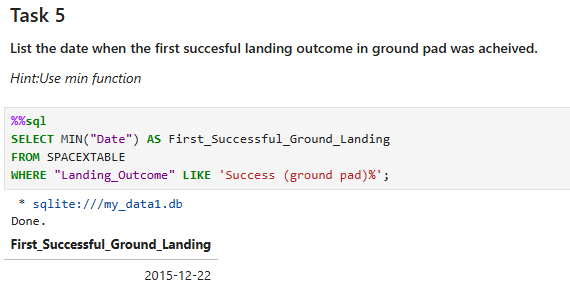 Task 5
List the date when the first succesful landing outcome in ground pad was acheived.
Hint:Use min function
%%sql
SELECT MIN("Date") AS First_Successful_Ground_Landing
FROM SPACEXTABLE
WHERE "Landing_Outcome" LIKE 'Success (ground pad)%';
* sqlite:///my_data1.db
Done.
First_Successful_Ground_Landing
2015-12-22